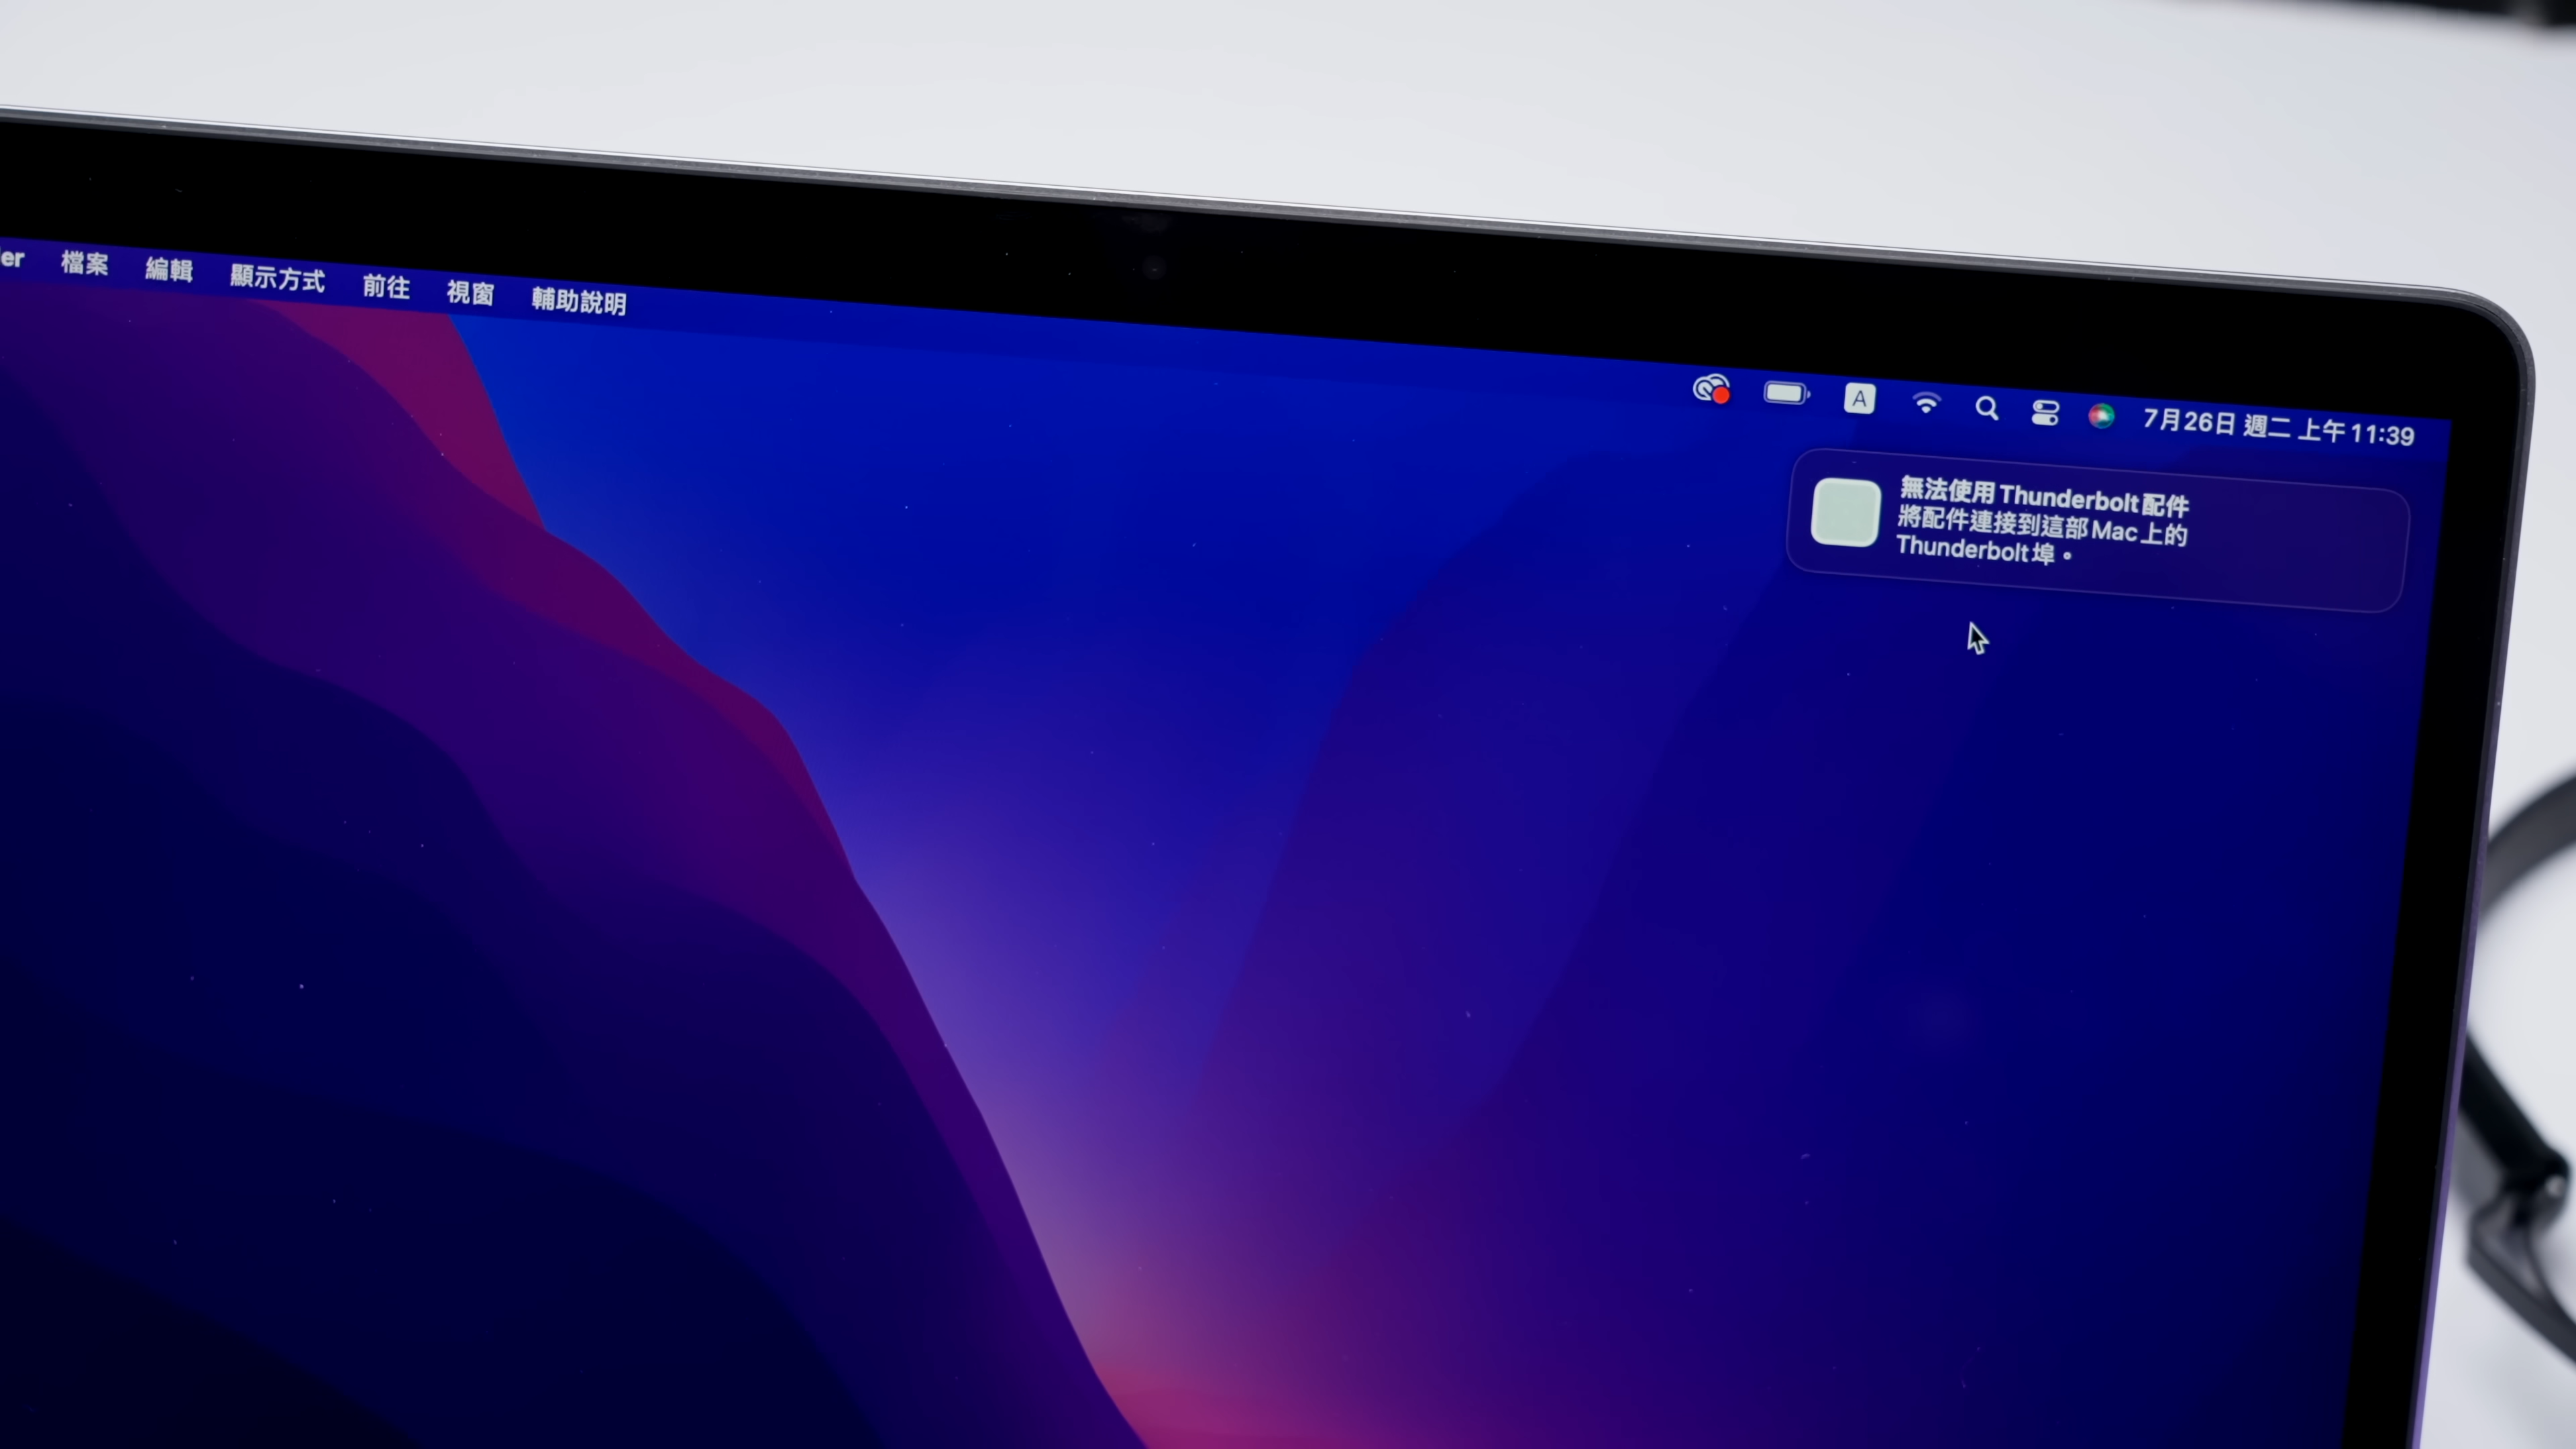 er 檔案 編輯 顯示方式 前往 視窗 輔助說明
A 7月26日 週二 上午11:39
無法使用Thunderbolt配件
將配件連接到這部Mac上的
Thunderbolt埠。